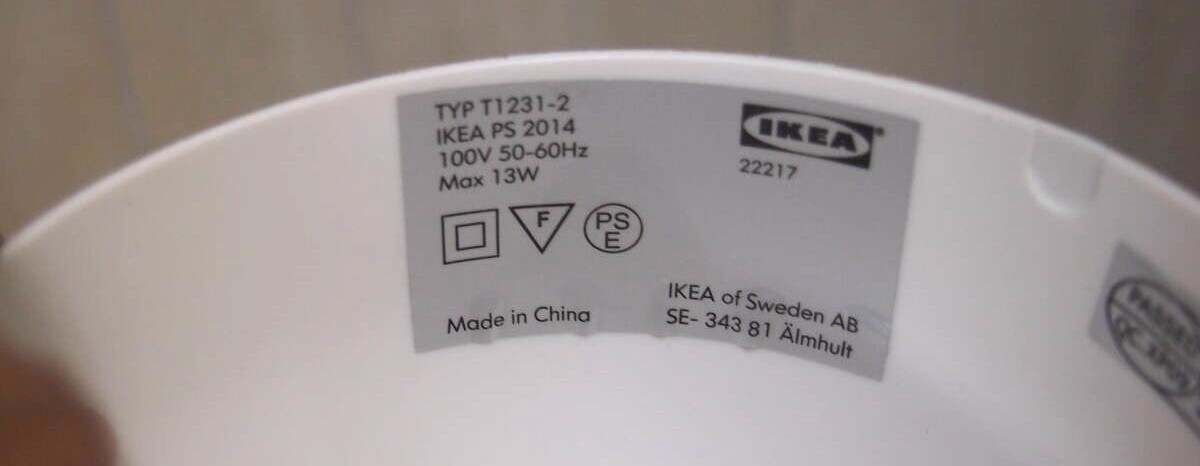 TYP T1231-2
IKEA PS 2014
100V 50-60Hz
Max 13W
IKEA®
22217
F
PS
E
Made in China
IKEA of Sweden AB
SE- 343 81 Älmhult
PASSED